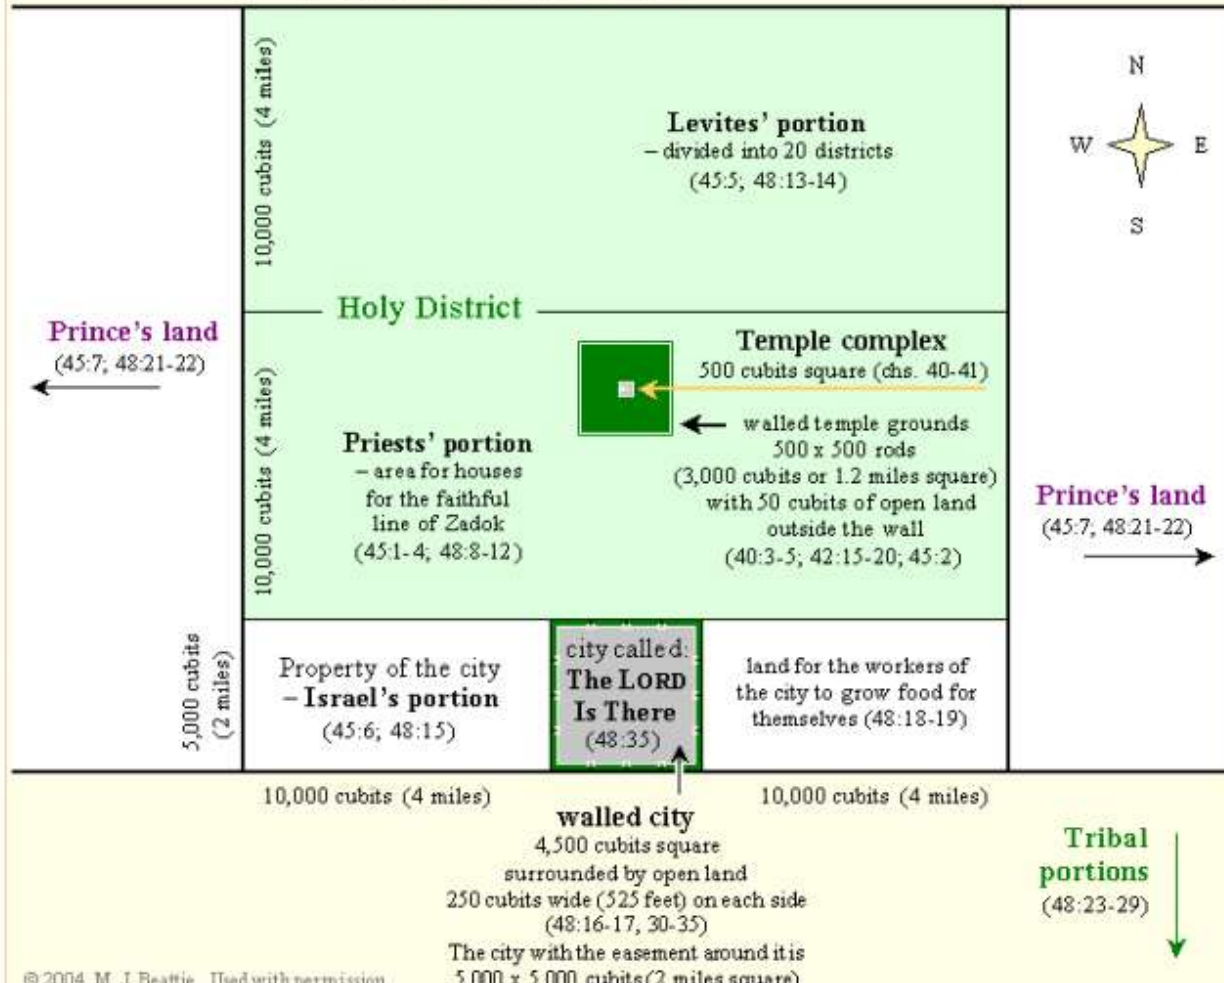 10,000 cubits (4 miles)
Levites' portion
– divided into 20 districts
(45:5; 48:13-14)
N
W
E
S
Holy District
Prince's land
(45:7; 48:21-22)
10,000 cubits (4 miles)
Priests' portion
– area for houses
for the faithful
line of Zadok
(45:1-4; 48:8-12)
Temple complex
500 cubits square (chs. 40-41)
walled temple grounds
500 x 500 rods
(3,000 cubits or 1.2 miles square)
with 50 cubits of open land
outside the wall
(40:3-5; 42:15-20; 45:2)
Prince's land
(45:7; 48:21-22)
5,000 cubits
(2 miles)
Property of the city
– Israel's portion
(45:6; 48:15)
city called:
The LORD
Is There
(48:35)
land for the workers of
the city to grow food for
themselves (48:18-19)
10,000 cubits (4 miles)
10,000 cubits (4 miles)
walled city
4,500 cubits square
surrounded by open land
250 cubits wide (525 feet) on each side
(48:16-17, 30-35)
The city with the easement around it is
5,000 x 5,000 cubits (2 miles square)
Tribal
portions
(48:23-29)
© 2004 M. J. Beattie Used with permission